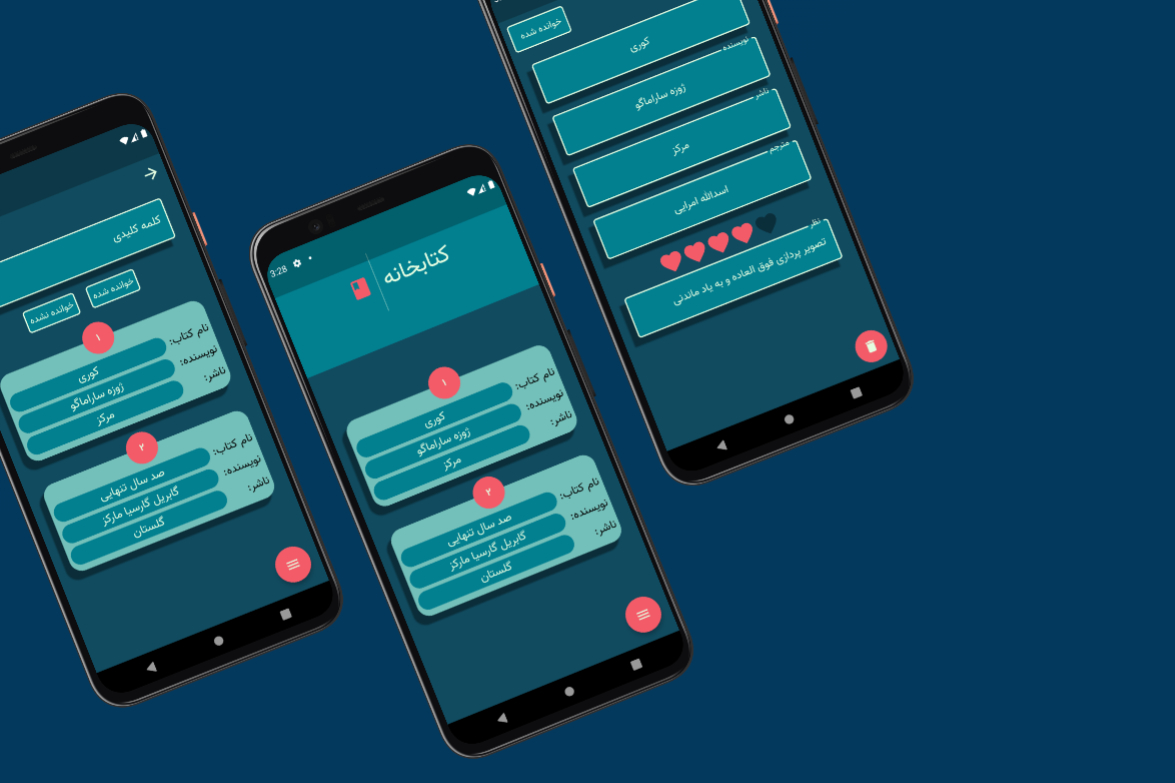 کلمه کلیدی
خوانده شده
خوانده نشده
۱
نام کتاب:
کوری
نویسنده:
ژوزه ساراماگو
ناشر:
مرکز
۲
نام کتاب:
صد سال تنهایی
نویسنده:
گابریل گارسیا مارکز
ناشر:
گلستان
3:28
کتابخانه
۱
نام کتاب:
کوری
نویسنده:
ژوزه ساراماگو
ناشر:
مرکز
۲
نام کتاب:
صد سال تنهایی
نویسنده:
گابریل گارسیا مارکز
ناشر:
گلستان
خوانده شده
کوری
نویسنده
ژوزه ساراماگو
ناشر
مرکز
مترجم
اسدالله امرایی
نظر
تصویر پردازی فوق العاده و به یاد ماندنی